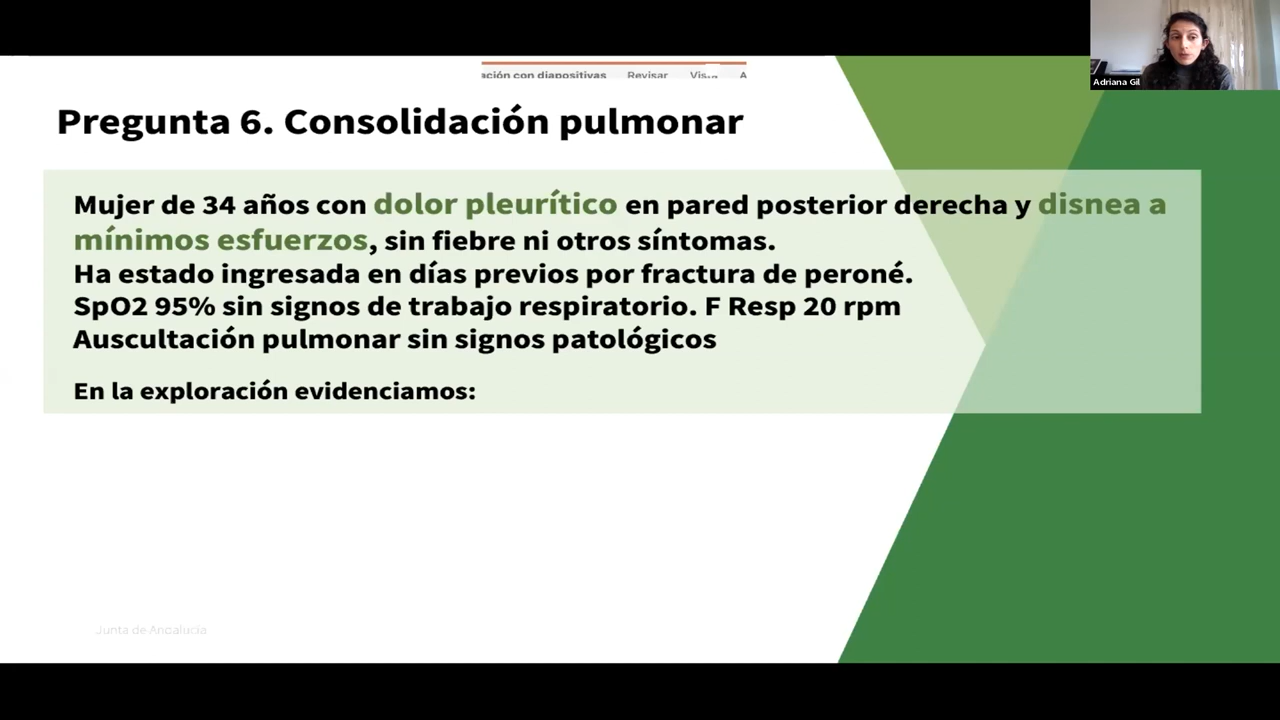 ación con diapositivas Revisar
Adriana Gil
Pregunta 6. Consolidación pulmonar
Mujer de 34 años con dolor pleurítico en pared posterior derecha y disnea a
mínimos esfuerzos, sin fiebre ni otros síntomas.
Ha estado ingresada en días previos por fractura de peroné.
SpO2 95% sin signos de trabajo respiratorio. F Resp 20 rpm
Auscultación pulmonar sin signos patológicos
En la exploración evidenciamos:
Junta de Andalucía